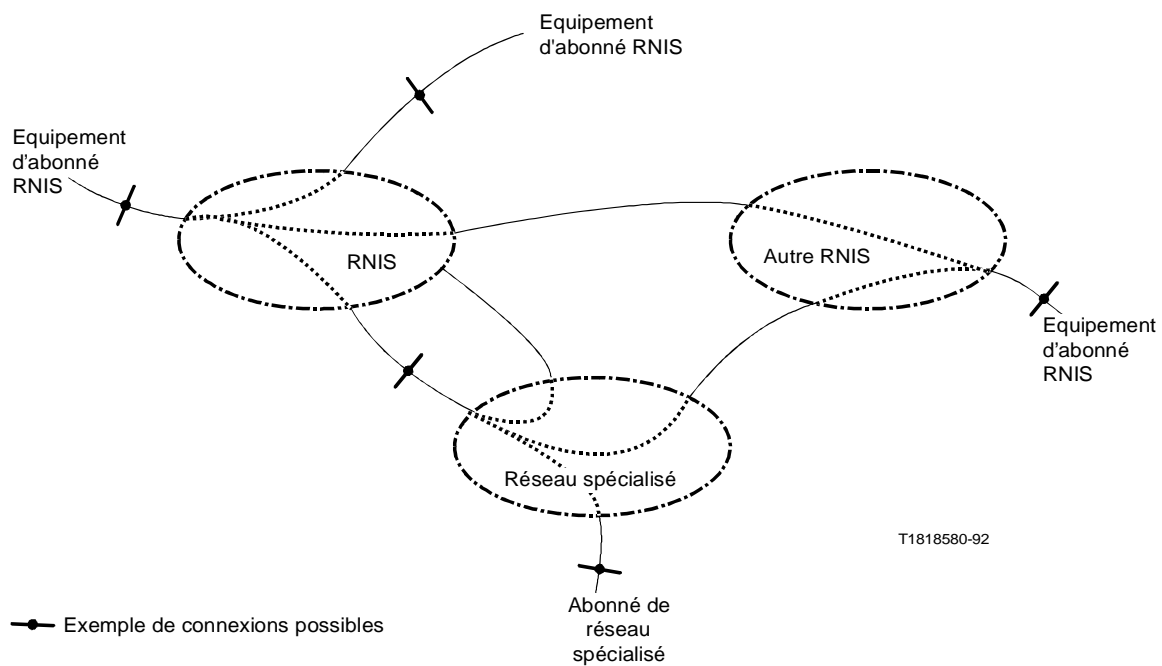 Equipement
d'abonné RNIS
Equipement
d'abonné
RNIS
RNIS
Autre RNIS
Equipement
d'abonné
RNIS
Réseau spécialisé
T1818580-92
Abonné de
réseau
spécialisé
Exemple de connexions possibles